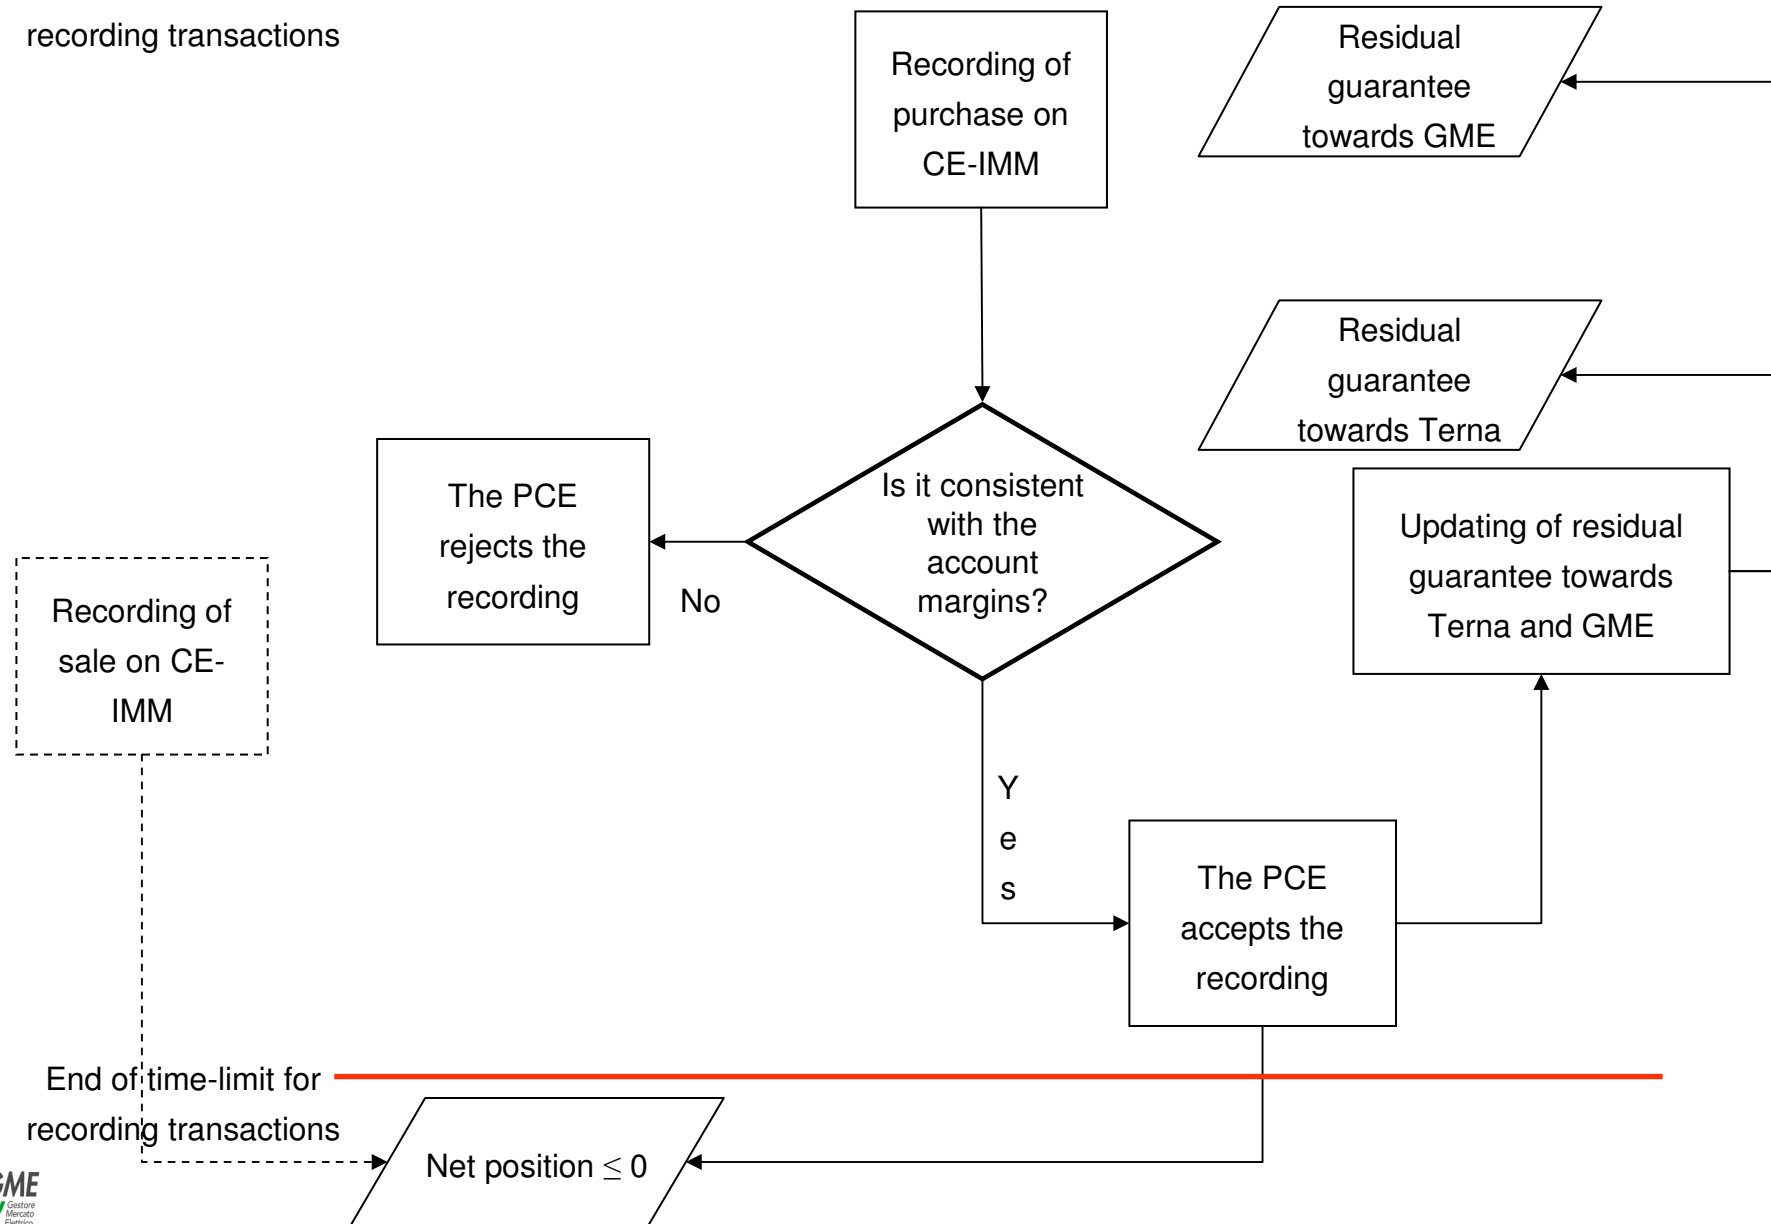 recording transactions
Recording of
purchase on
CE-IMM
Residual
guarantee
towards GME
Residual
guarantee
towards Terna
Is it consistent
with the
account
margins?
The PCE
rejects the
recording
No
Updating of residual
guarantee towards
Terna and GME
Recording of
sale on CE-
IMM
Y
e
s
The PCE
accepts the
recording
End of time-limit for
recording transactions
Net position ≤ 0
GME
Gestore
Mercato
Elettrico